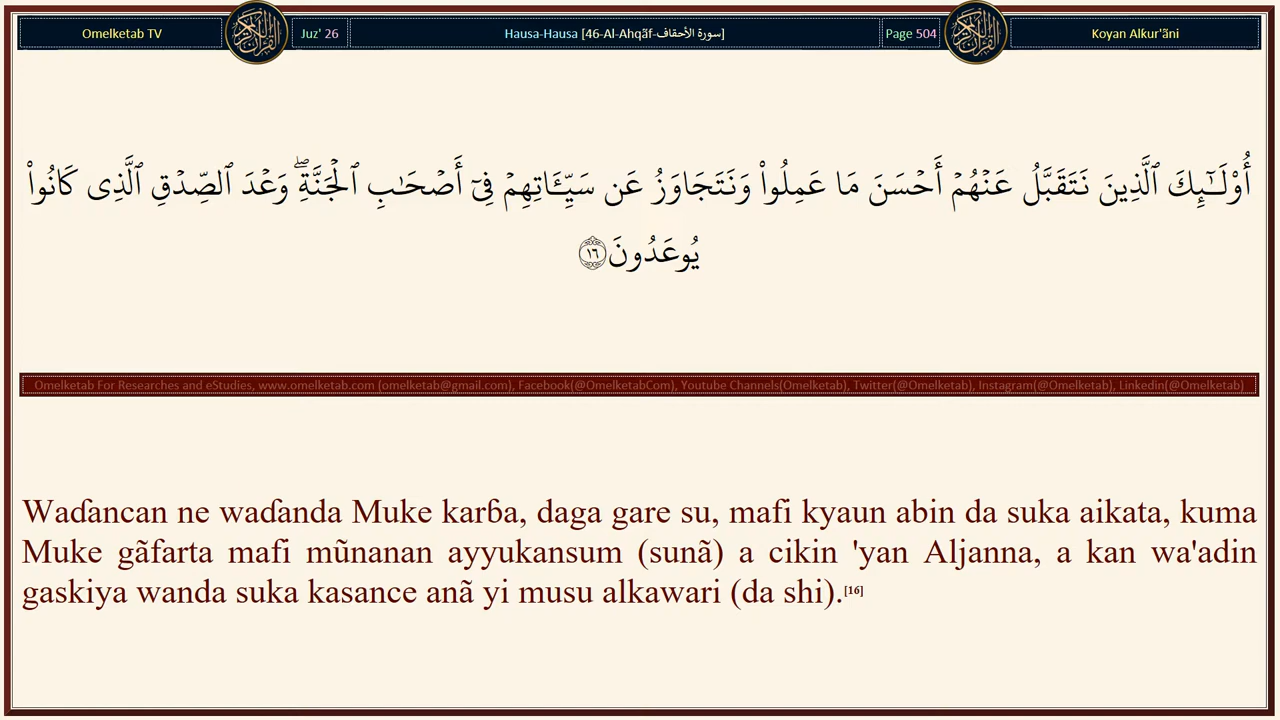 Omelketab TV
Juz' 26
Hausa-Hausa [46-Al-Ahqãf-سورة الأحقاف]
Page 504
Koyan Alƙur'ãni
أُو۟لَـٰٓئِكَ ٱلَّذِينَ نَتَقَبَّلُ عَنْهُمْ أَحْسَنَ مَا عَمِلُوا۟ وَنَتَجَاوَزُ عَن سَيِّـَٔاتِهِمْ فِىٓ أَصْحَـٰبِ ٱلْجَنَّةِ ۖ وَعْدَ ٱلصِّدْقِ ٱلَّذِى كَانُوا۟
يُوعَدُونَ ١٦
Omelketab For Researches and eStudies, www.omelketab.com (omelketab@gmail.com), Facebook(@OmelketabCom), Youtube Channels(Omelketab), Twitter(@Omelketab), Instagram(@Omelketab), Linkedin(@Omelketab)
Waɗancan ne waɗanda Muke karɓa, daga gare su, mafi kyaun abin da suka aikata, kuma
Muke gãfarta mafi mũnanan ayyukansum (sunã) a cikin 'yan Aljanna, a kan wa'adin
gaskiya wanda suka kasance anã yi musu alkawari (da shi).[16]